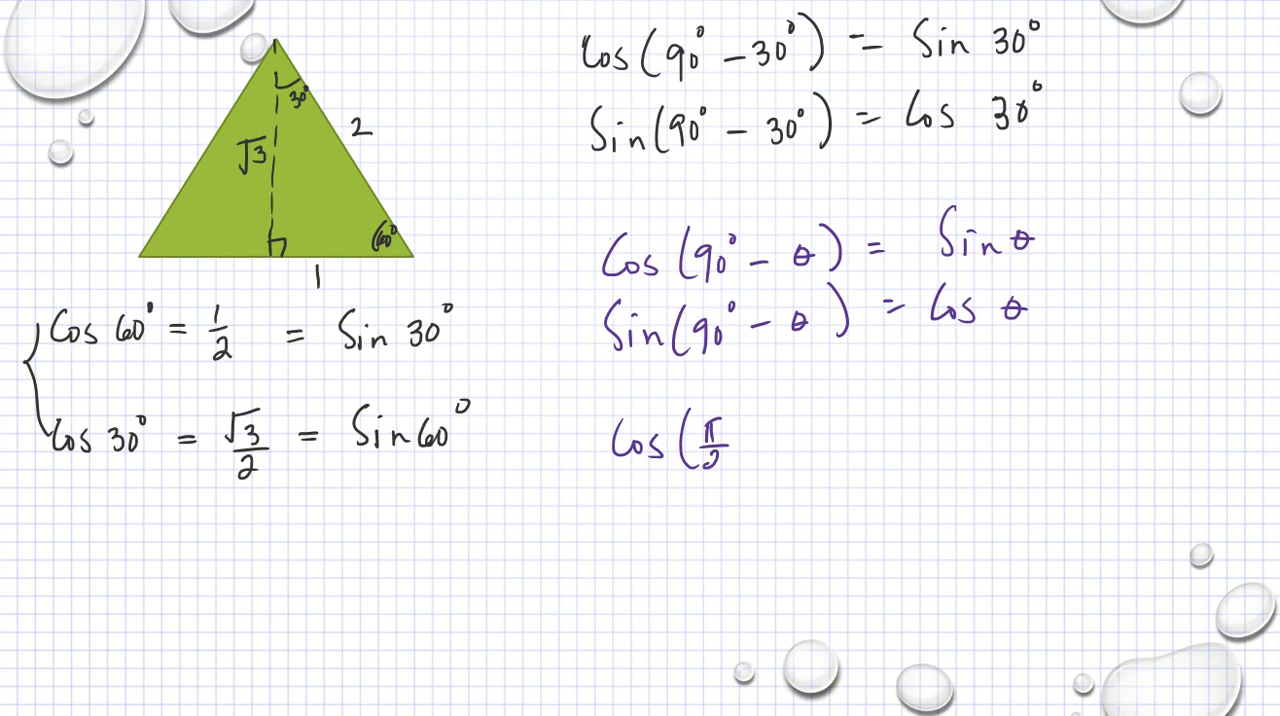 30°
2
√3
60°
1
Cos 60° = 1/2 = Sin 30°
Cos 30° = √3/2 = Sin 60°
Cos(90° − 30°) = Sin 30°
Sin(90° − 30°) = Cos 30°
Cos(90° − θ) = Sin θ
Sin(90° − θ) = Cos θ
Cos(π/2